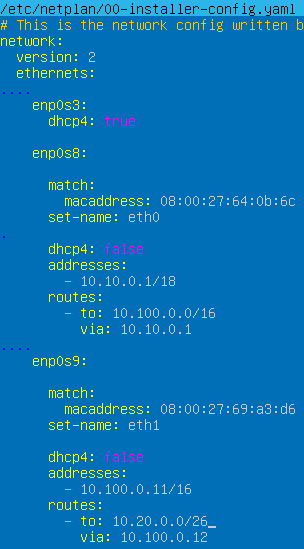 /etc/netplan/00-installer-config.yaml
# This is the network config written b
network:
  version: 2
  ethernets:
....
    enp0s3:
      dhcp4: true
    enp0s8:
      match:
        macaddress: 08:00:27:64:0b:6c
      set-name: eth0
.
      dhcp4: false
      addresses:
        - 10.10.0.1/18
      routes:
        - to: 10.100.0.0/16
          via: 10.10.0.1
....
    enp0s9:
      match:
        macaddress: 08:00:27:69:a3:d6
      set-name: eth1
      dhcp4: false
      addresses:
        - 10.100.0.11/16
      routes:
        - to: 10.20.0.0/26_
          via: 10.100.0.12